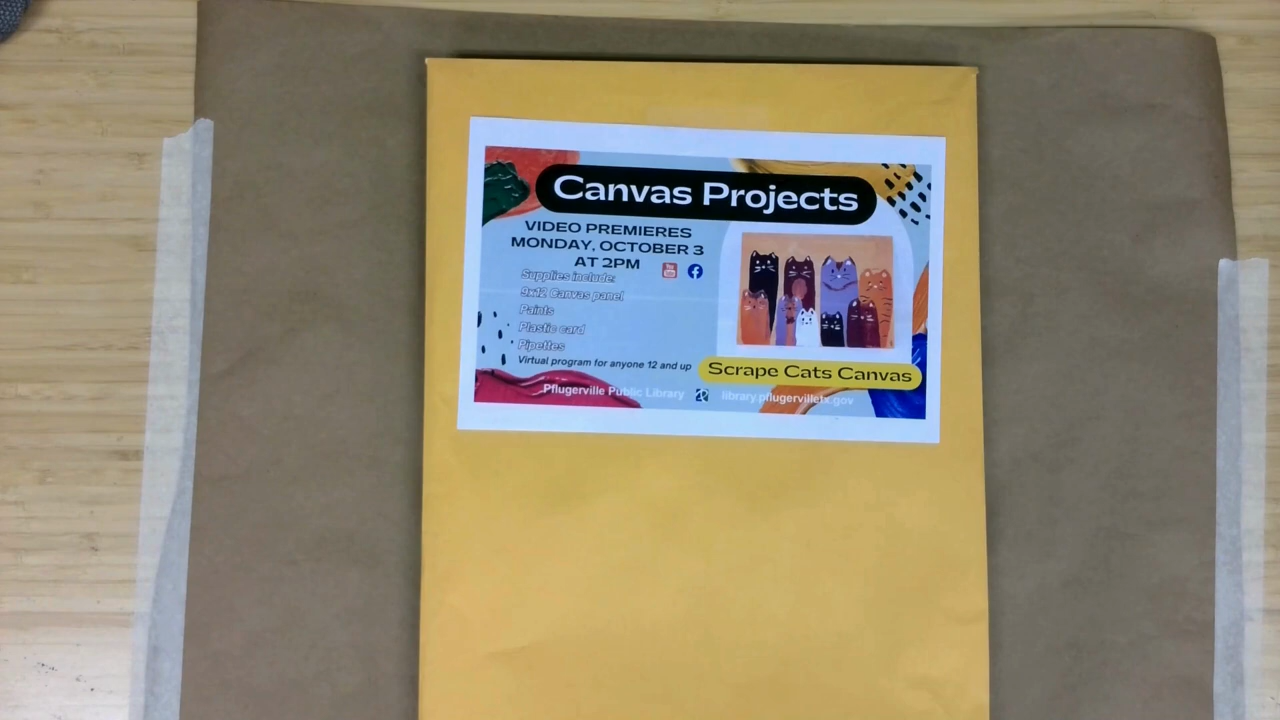 Canvas Projects
VIDEO PREMIERES
MONDAY, OCTOBER 3
AT 2PM
Supplies include:
9x12 Canvas panel
Paints
Plastic card
Pipettes
Virtual program for anyone 12 and up
Scrape Cats Canvas
Pflugerville Public Library
library.pflugervilletx.gov